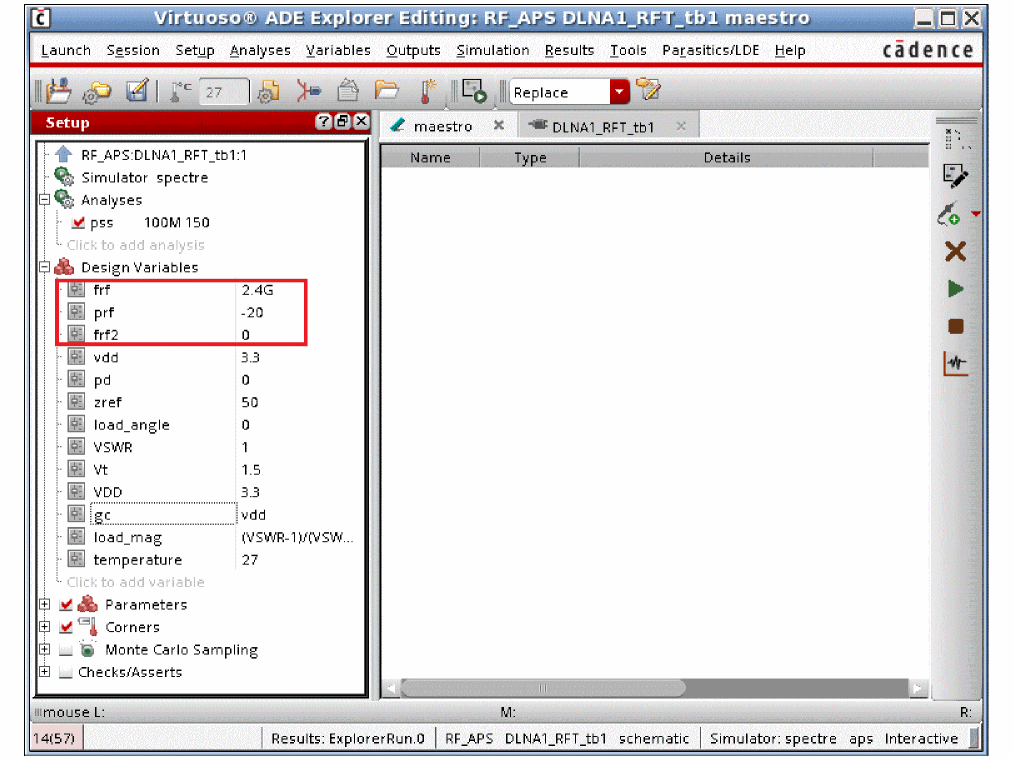 Virtuoso® ADE Explorer Editing: RF_APS DLNA1_RFT_tb1 maestro
Launch Session Setup Analyses Variables Outputs Simulation Results Tools Parasitics/LDE Help cādence
°C 27 Replace
Setup
maestro DLNA1_RFT_tb1
Name Type Details
RF_APS:DLNA1_RFT_tb1:1
Simulator spectre
Analyses
pss 100M 150
Click to add analysis
Design Variables
frf 2.4G
prf -20
frf2 0
vdd 3.3
pd 0
zref 50
load_angle 0
VSWR 1
Vt 1.5
VDD 3.3
gc vdd
load_mag (VSWR-1)/(VSW...
temperature 27
Click to add variable
Parameters
Corners
Monte Carlo Sampling
Checks/Asserts
mouse L: M: R:
14(57) Results: ExplorerRun.0 RF_APS DLNA1_RFT_tb1 schematic Simulator: spectre aps Interactive